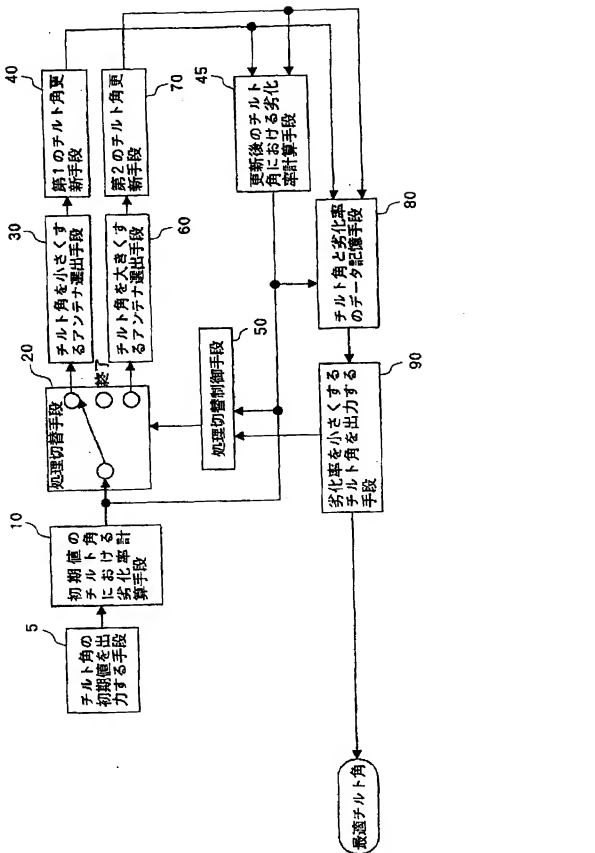 5
チルト角の
初期値を出
力する手段
10
初期値の
チルト角
における
劣化率計
算手段
20
処理切替手段
終了
30
チルト角を小さくす
るアンテナ選出手段
40
第1のチルト角更
新手段
60
チルト角を大きくす
るアンテナ選出手段
70
第2のチルト角更
新手段
45
更新後のチルト
角における劣化
率計算手段
50
処理切替制御手段
80
チルト角と劣化率
のデータ記憶手段
90
劣化率を小さくする
チルト角を出力する
手段
最適チルト角